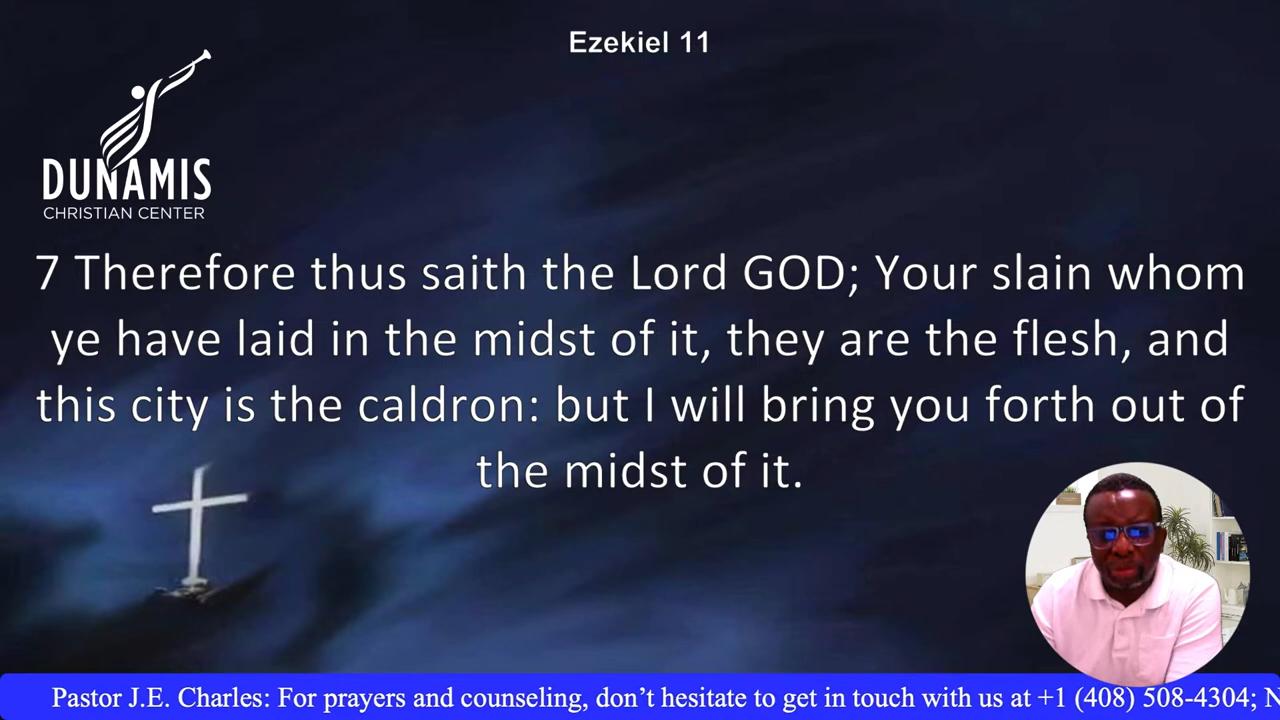 Ezekiel 11
DUNAMIS
CHRISTIAN CENTER
7 Therefore thus saith the Lord GOD; Your slain whom
ye have laid in the midst of it, they are the flesh, and
this city is the caldron: but I will bring you forth out of
the midst of it.
Pastor J.E. Charles: For prayers and counseling, don’t hesitate to get in touch with us at +1 (408) 508-4304; N